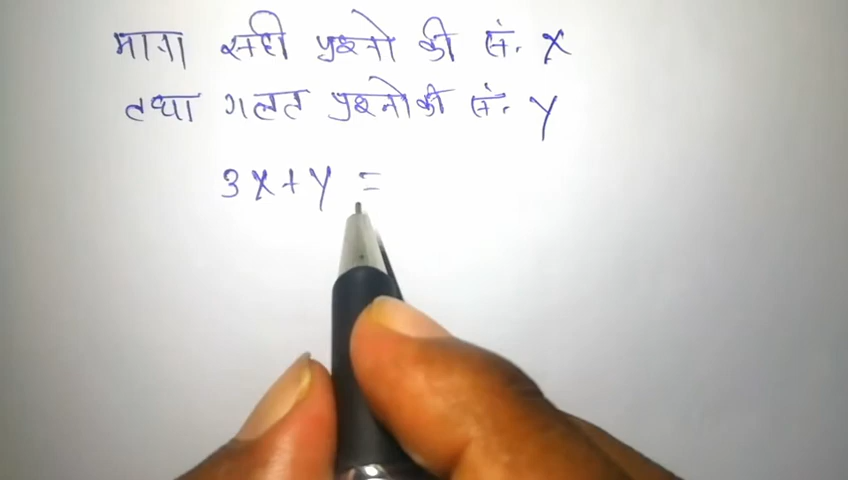 माना सही प्रश्नो की सं. x
तथा गलत प्रश्नो की सं. y
3x+y =